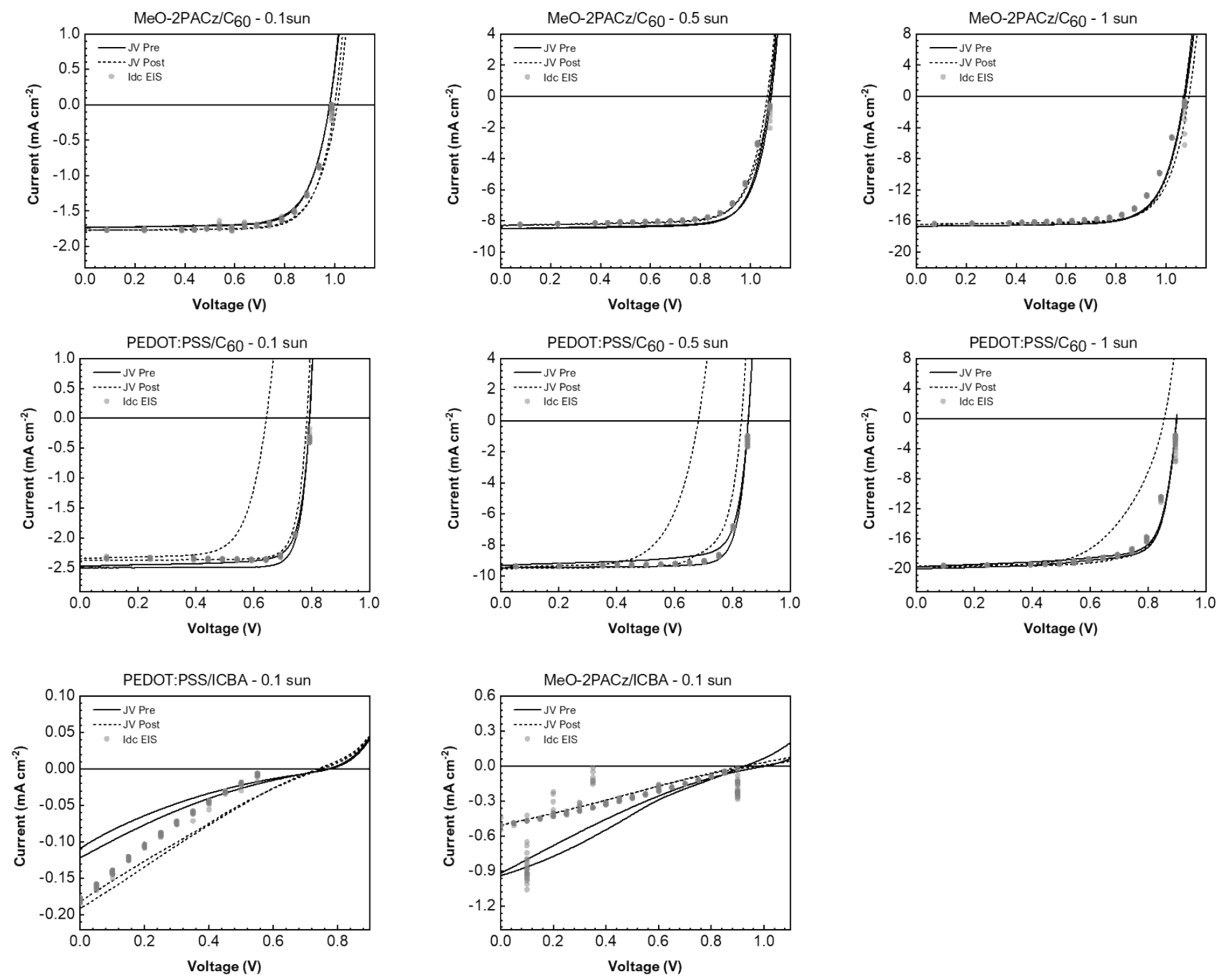 MeO-2PACz/C60 - 0.1sun
JV Pre
JV Post
Idc EIS
Current (mA cm-2)
1.0
0.5
0.0
-0.5
-1.0
-1.5
-2.0
0.0 0.2 0.4 0.6 0.8 1.0
Voltage (V)
MeO-2PACz/C60 - 0.5 sun
JV Pre
JV Post
Idc EIS
Current (mA cm-2)
4
2
0
-2
-4
-6
-8
-10
0.0 0.2 0.4 0.6 0.8 1.0
Voltage (V)
MeO-2PACz/C60 - 1 sun
JV Pre
JV Post
Idc EIS
Current (mA cm-2)
8
4
0
-4
-8
-12
-16
-20
0.0 0.2 0.4 0.6 0.8 1.0
Voltage (V)
PEDOT:PSS/C60 - 0.1 sun
JV Pre
JV Post
Idc EIS
Current (mA cm-2)
1.0
0.5
0.0
-0.5
-1.0
-1.5
-2.0
-2.5
0.0 0.2 0.4 0.6 0.8 1.0
Voltage (V)
PEDOT:PSS/C60 - 0.5 sun
JV Pre
JV Post
Idc EIS
Current (mA cm-2)
4
2
0
-2
-4
-6
-8
-10
0.0 0.2 0.4 0.6 0.8 1.0
Voltage (V)
PEDOT:PSS/C60 - 1 sun
JV Pre
JV Post
Idc EIS
Current (mA cm-2)
8
4
0
-4
-8
-12
-16
-20
0.0 0.2 0.4 0.6 0.8 1.0
Voltage (V)
PEDOT:PSS/ICBA - 0.1 sun
JV Pre
JV Post
Idc EIS
Current (mA cm-2)
0.10
0.05
0.00
-0.05
-0.10
-0.15
-0.20
0.0 0.2 0.4 0.6 0.8
Voltage (V)
MeO-2PACz/ICBA - 0.1 sun
JV Pre
JV Post
Idc EIS
Current (mA cm-2)
0.6
0.3
0.0
-0.3
-0.6
-0.9
-1.2
0.0 0.2 0.4 0.6 0.8 1.0
Voltage (V)